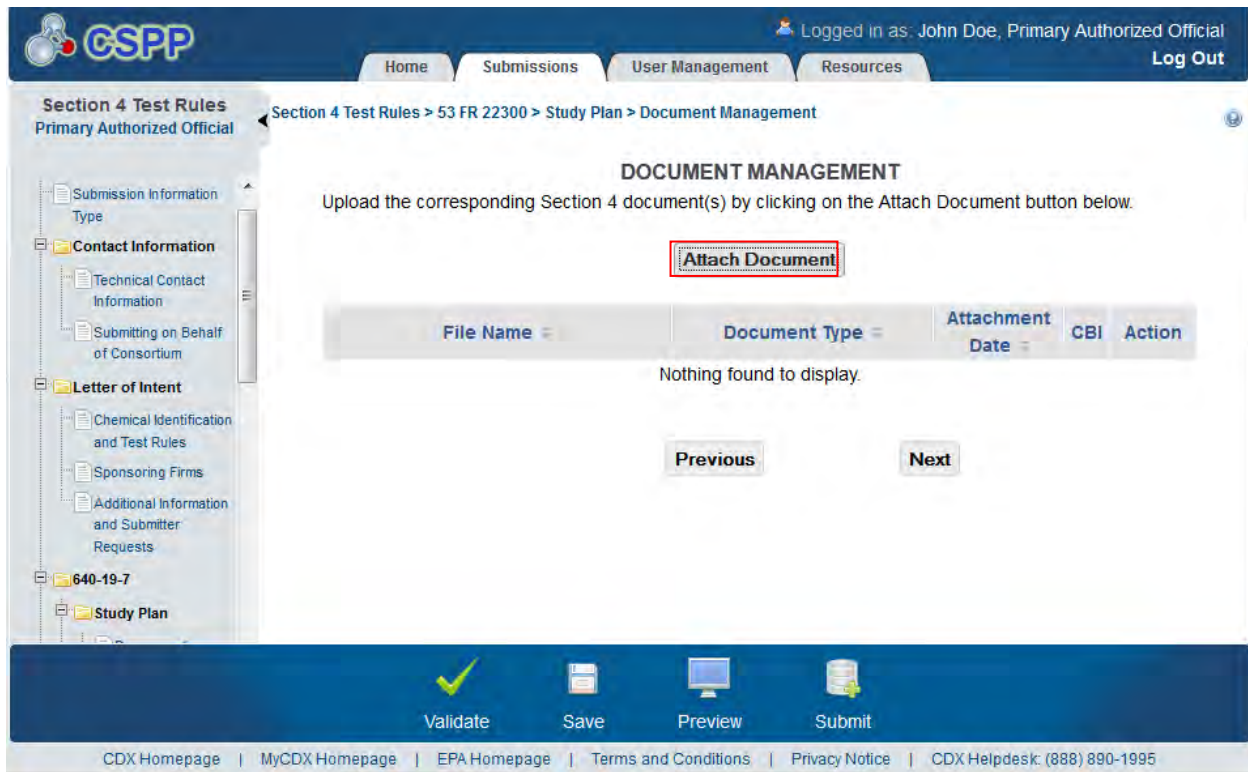 CSPP
Logged in as: John Doe, Primary Authorized Official
Log Out
Home
Submissions
User Management
Resources
Section 4 Test Rules
Primary Authorized Official
Section 4 Test Rules > 53 FR 22300 > Study Plan > Document Management
Submission Information
Type
Contact Information
Technical Contact
Information
Submitting on Behalf
of Consortium
Letter of Intent
Chemical Identification
and Test Rules
Sponsoring Firms
Additional Information
and Submitter
Requests
640-19-7
Study Plan
DOCUMENT MANAGEMENT
Upload the corresponding Section 4 document(s) by clicking on the Attach Document button below.
Attach Document
File Name
Document Type
Attachment
Date
CBI
Action
Nothing found to display.
Previous
Next
Validate
Save
Preview
Submit
CDX Homepage | MyCDX Homepage | EPA Homepage | Terms and Conditions | Privacy Notice | CDX Helpdesk: (888) 890-1995